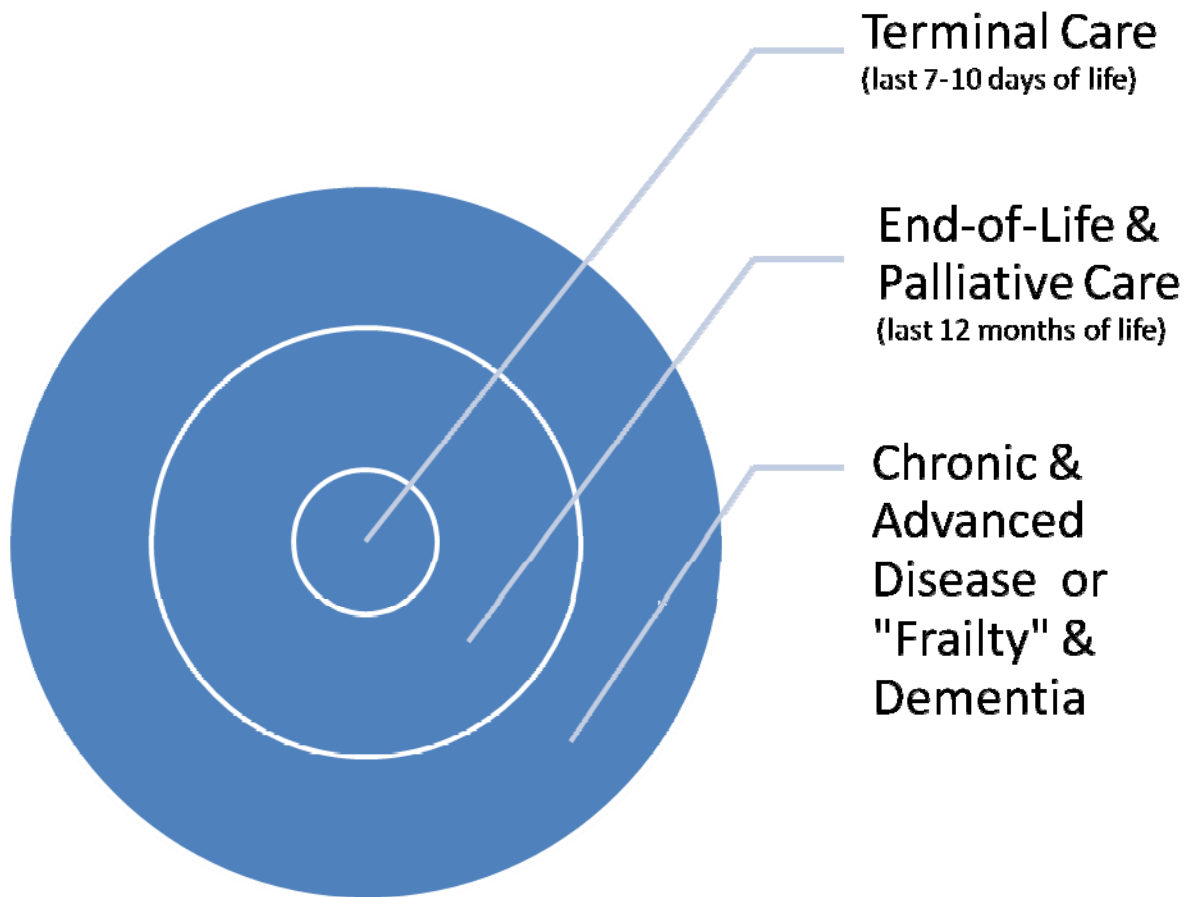 Terminal Care
(last 7-10 days of life)
End-of-Life &
Palliative Care
(last 12 months of life)
Chronic &
Advanced
Disease or
"Frailty" &
Dementia